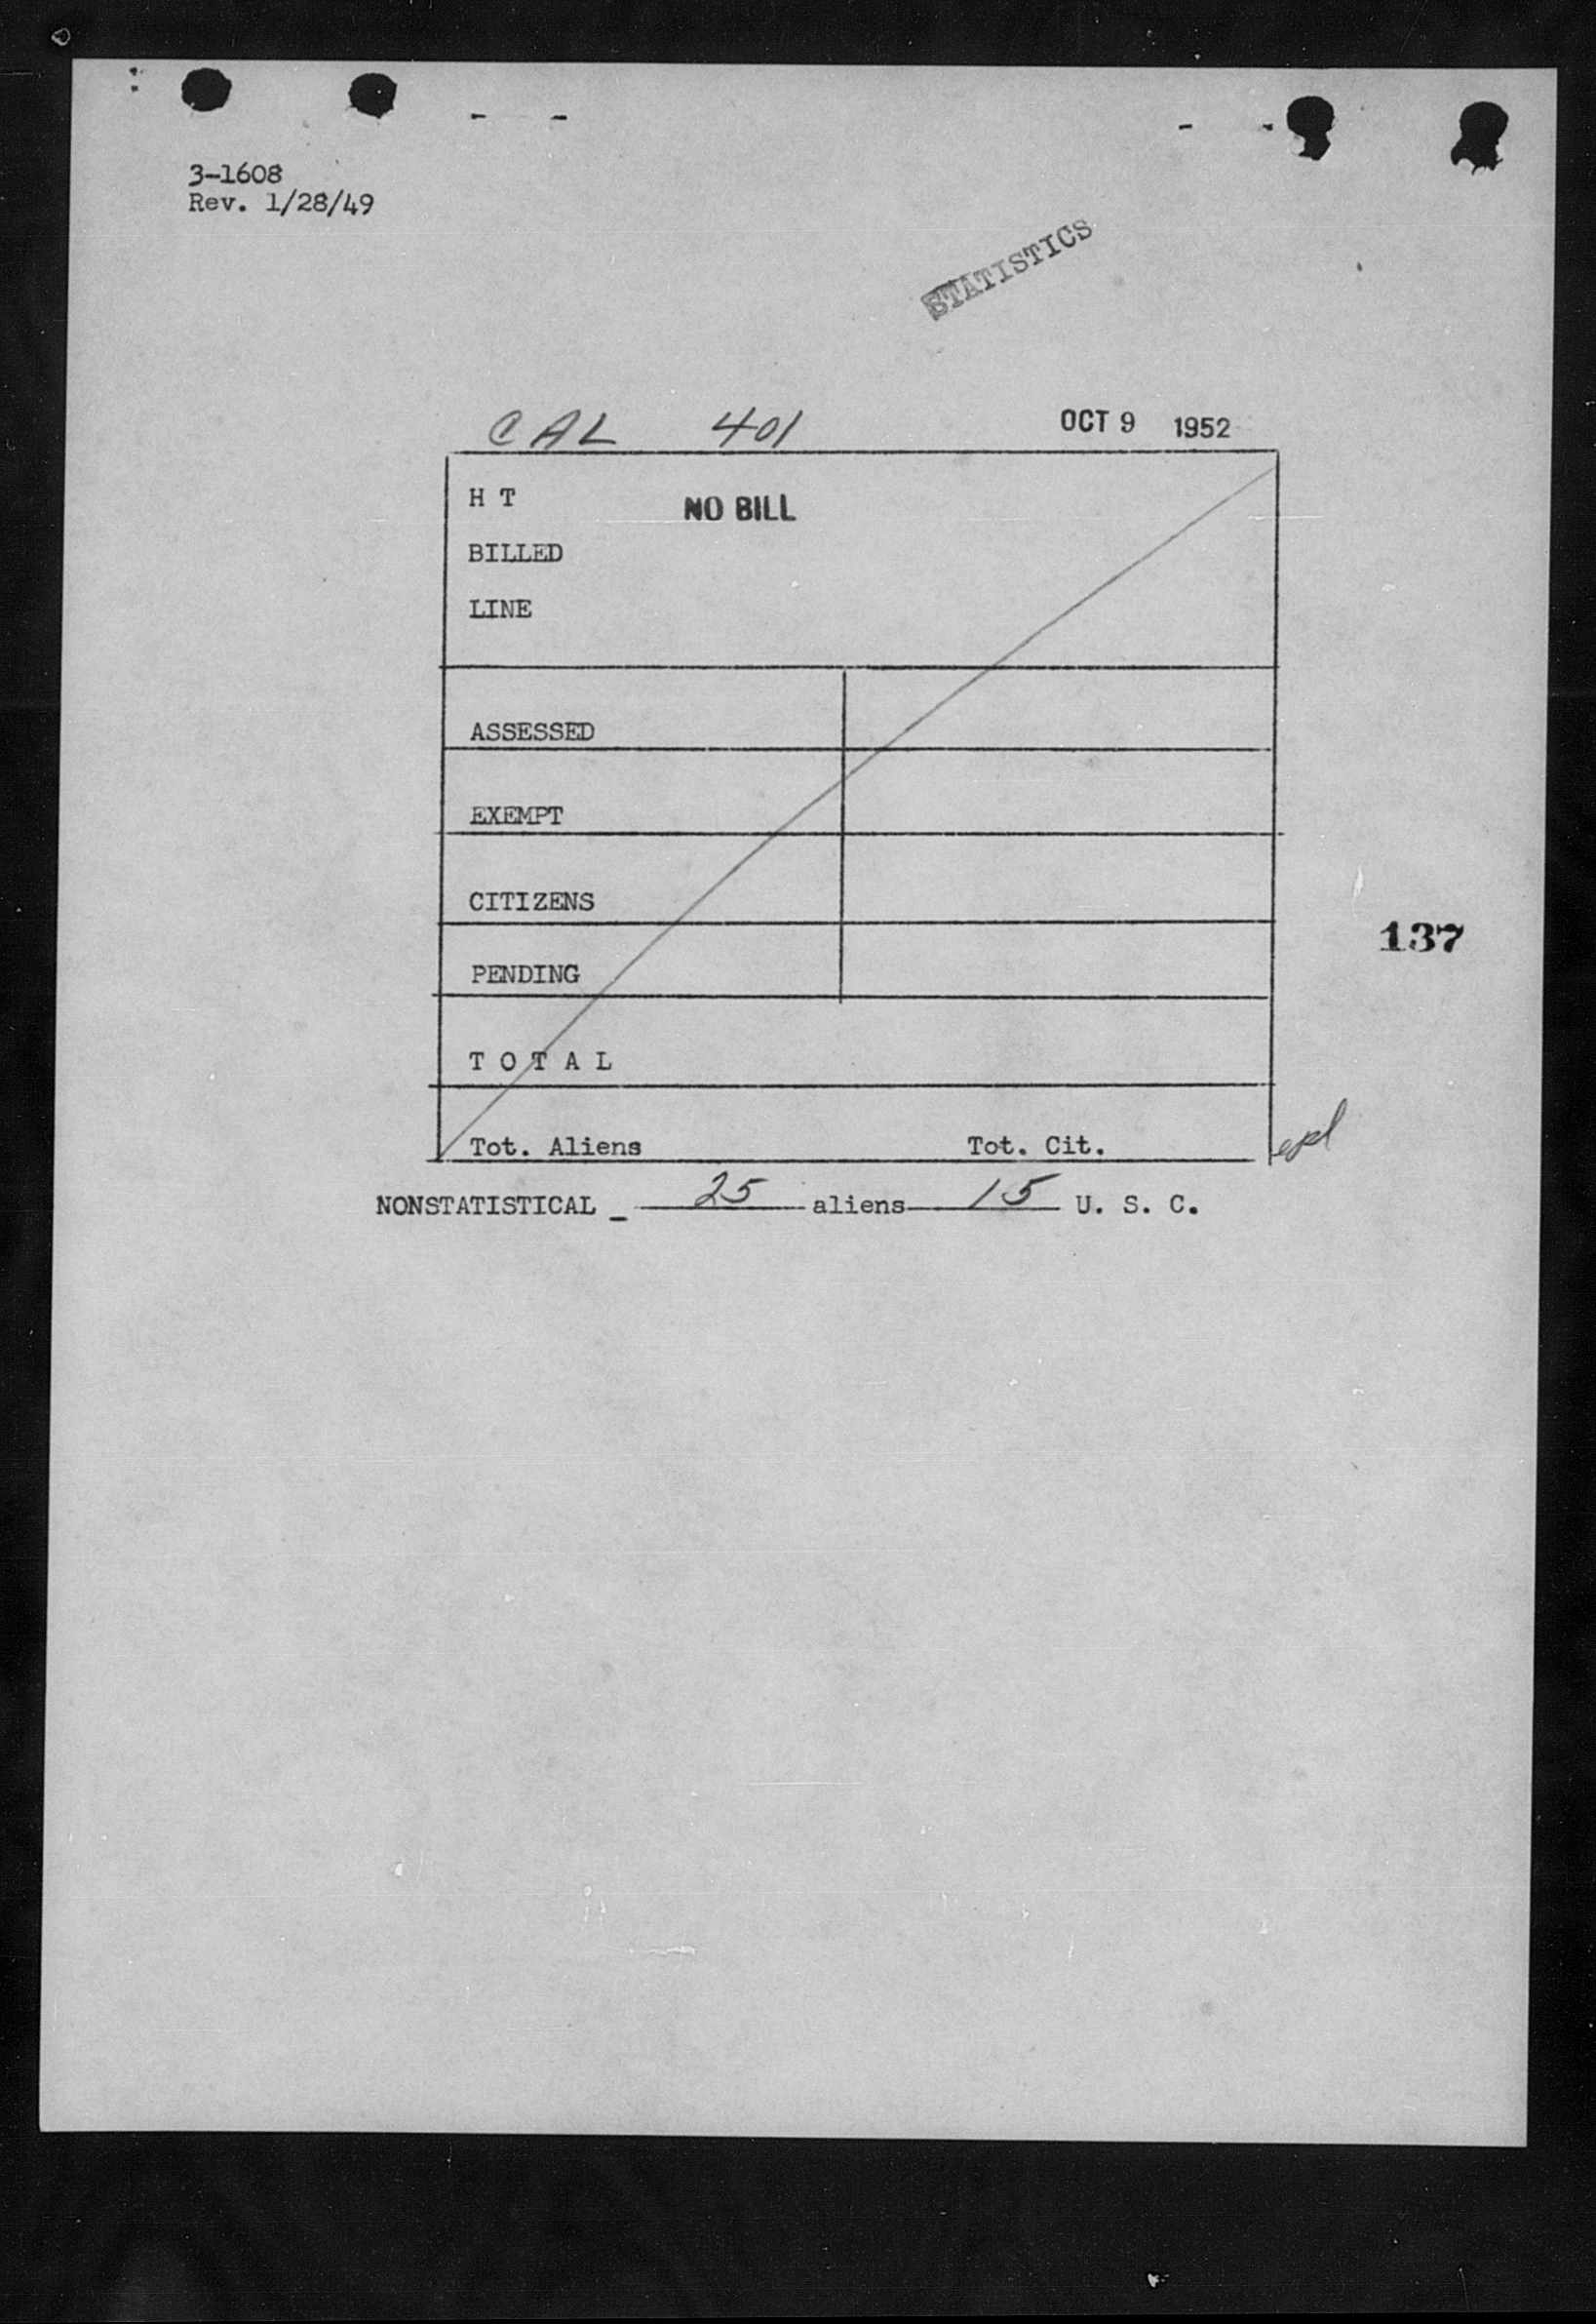 3-1608
Rev. 1/28/49
STATISTICS
CAL 401 OCT 9 1952
H T NO BILL
BILLED
LINE
ASSESSED
EXEMPT
CITIZENS
137
PENDING
T O T A L
Tot. Aliens Tot. Cit.
NONSTATISTICAL _ 25 aliens 15 U. S. C.